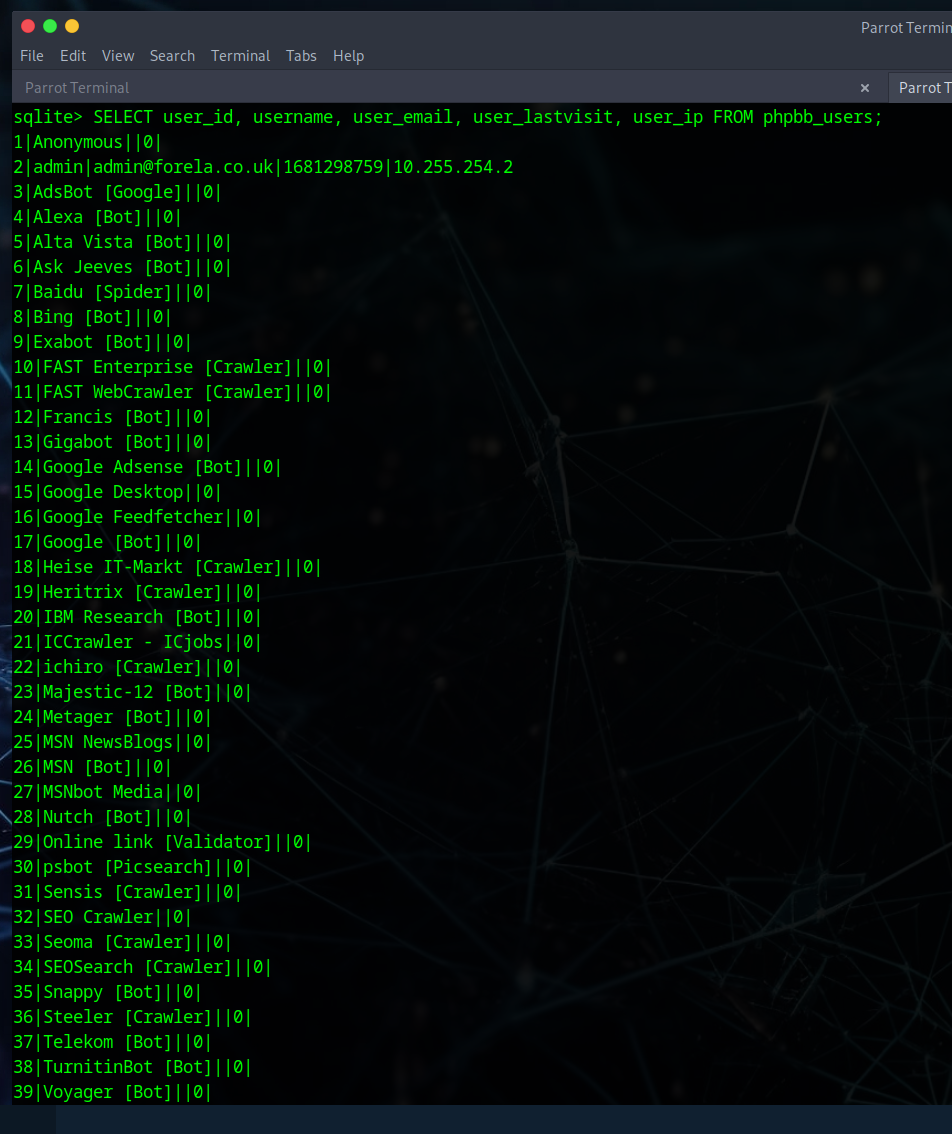 Parrot Termin
File Edit View Search Terminal Tabs Help
Parrot Terminal × Parrot T
sqlite> SELECT user_id, username, user_email, user_lastvisit, user_ip FROM phpbb_users;
1|Anonymous||0|
2|admin|admin@forela.co.uk|1681298759|10.255.254.2
3|AdsBot [Google]||0|
4|Alexa [Bot]||0|
5|Alta Vista [Bot]||0|
6|Ask Jeeves [Bot]||0|
7|Baidu [Spider]||0|
8|Bing [Bot]||0|
9|Exabot [Bot]||0|
10|FAST Enterprise [Crawler]||0|
11|FAST WebCrawler [Crawler]||0|
12|Francis [Bot]||0|
13|Gigabot [Bot]||0|
14|Google Adsense [Bot]||0|
15|Google Desktop||0|
16|Google Feedfetcher||0|
17|Google [Bot]||0|
18|Heise IT-Markt [Crawler]||0|
19|Heritrix [Crawler]||0|
20|IBM Research [Bot]||0|
21|ICCrawler - ICjobs||0|
22|ichiro [Crawler]||0|
23|Majestic-12 [Bot]||0|
24|Metager [Bot]||0|
25|MSN NewsBlogs||0|
26|MSN [Bot]||0|
27|MSNbot Media||0|
28|Nutch [Bot]||0|
29|Online link [Validator]||0|
30|psbot [Picsearch]||0|
31|Sensis [Crawler]||0|
32|SEO Crawler||0|
33|Seoma [Crawler]||0|
34|SEOSearch [Crawler]||0|
35|Snappy [Bot]||0|
36|Steeler [Crawler]||0|
37|Telekom [Bot]||0|
38|TurnitinBot [Bot]||0|
39|Voyager [Bot]||0|